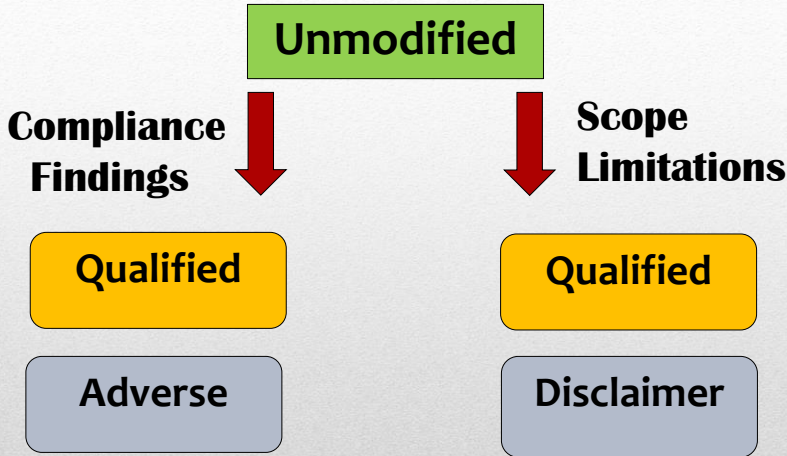 Unmodified
Compliance
Findings
Scope
Limitations
Qualified
Qualified
Adverse
Disclaimer